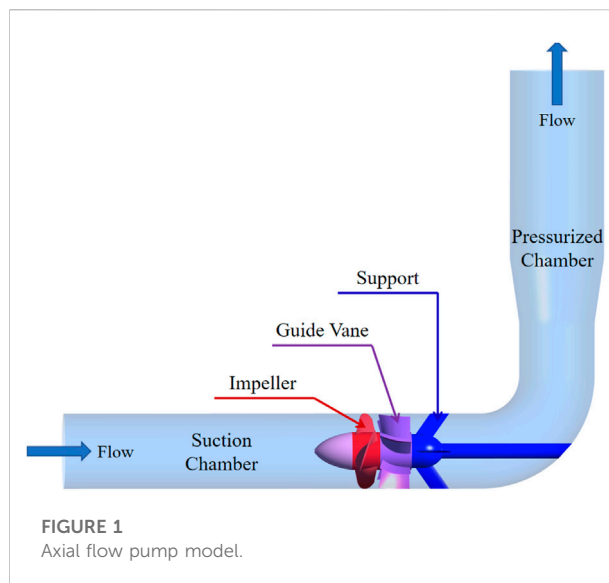 Flow
Pressurized
Chamber
Support
Guide Vane
Impeller
Flow
Suction
Chamber
FIGURE 1
Axial flow pump model.